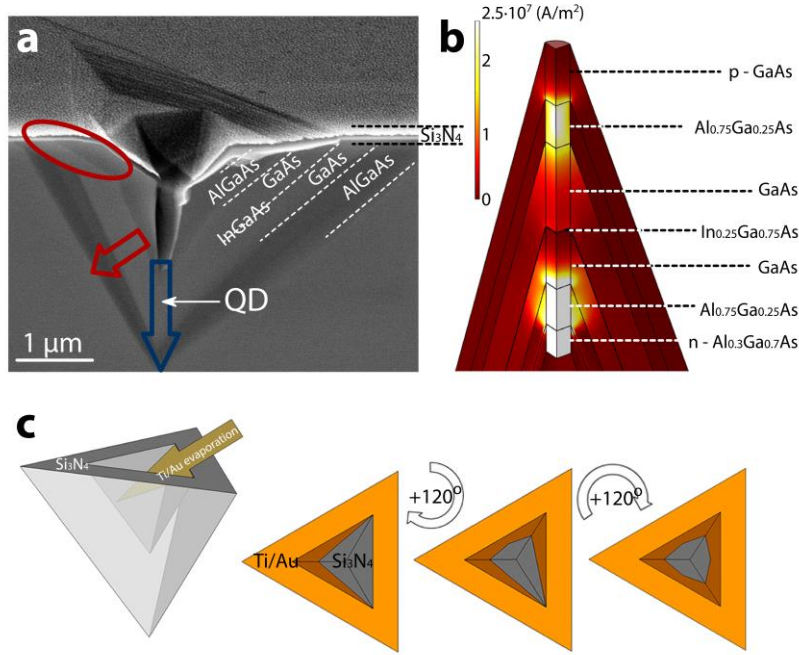 a
Si₃N₄
AlGaAs
GaAs
InGaAs
GaAs
AlGaAs
QD
1 μm
2.5·10⁷ (A/m²)
2
1
0
b
p - GaAs
Al₀.₇₅Ga₀.₂₅As
GaAs
In₀.₂₅Ga₀.₇₅As
GaAs
Al₀.₇₅Ga₀.₂₅As
n - Al₀.₃Ga₀.₇As
c
Si₃N₄
Ti/Au evaporation
Ti/Au
Si₃N₄
+120°
+120°